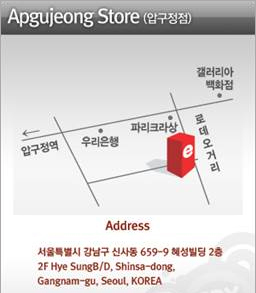 Apgujeong Store (압구정점)
갤러리아
백화점
파리크라상
우리은행
압구정역
로데오거리
e
Address
서울특별시 강남구 신사동 659-9 혜성빌딩 2층
2F Hye SungB/D, Shinsa-dong,
Gangnam-gu, Seoul, KOREA